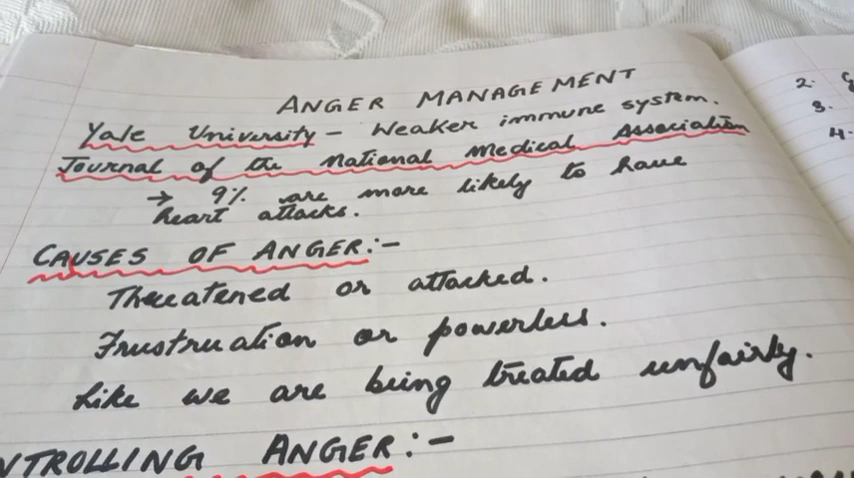 ANGER MANAGEMENT
Yale University - Weaker immune system.
Journal of the National Medical Association
→ 9% are more likely to have
heart attacks.
CAUSES OF ANGER:-
Threatened or attacked.
Frustruation or powerless.
Like we are being treated unfairly.
NTROLLING ANGER:-
2.
3.
4.